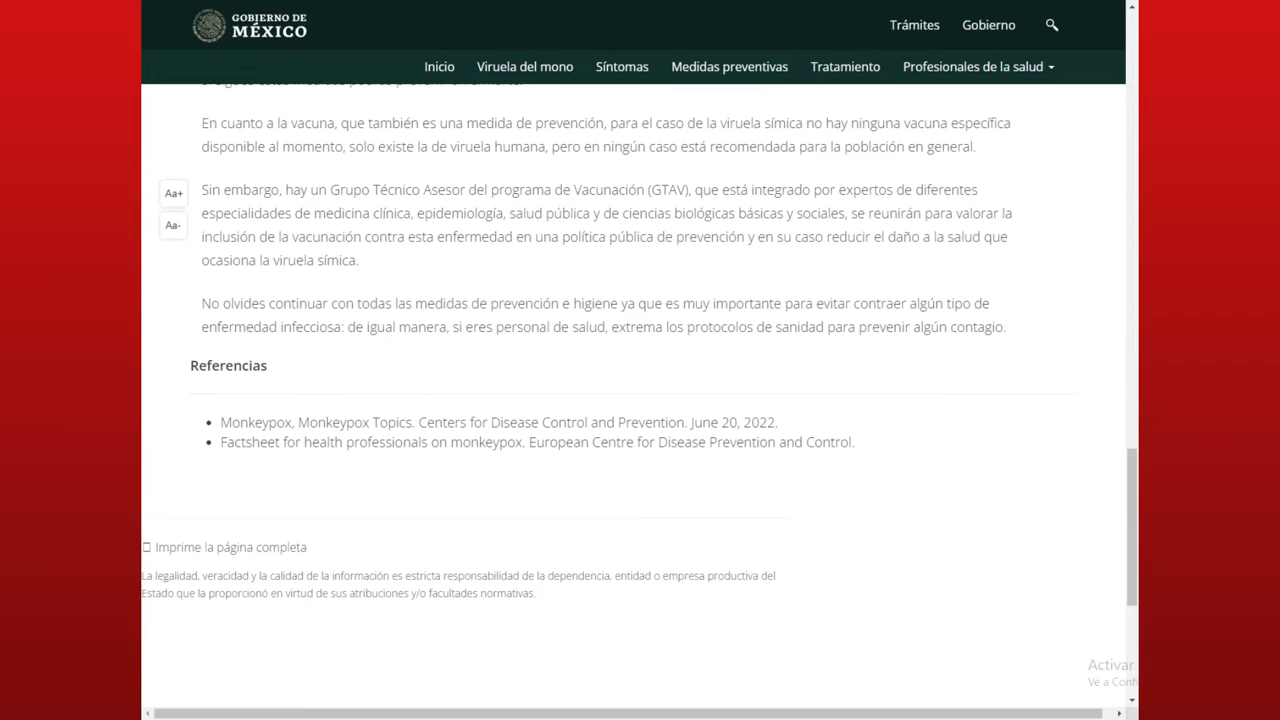 GOBIERNO DE
MÉXICO
Trámites
Gobierno
Inicio
Viruela del mono
Síntomas
Medidas preventivas
Tratamiento
Profesionales de la salud
En cuanto a la vacuna, que también es una medida de prevención, para el caso de la viruela símica no hay ninguna vacuna específica
disponible al momento, solo existe la de viruela humana, pero en ningún caso está recomendada para la población en general.
Aa+
Aa-
Sin embargo, hay un Grupo Técnico Asesor del programa de Vacunación (GTAV), que está integrado por expertos de diferentes
especialidades de medicina clínica, epidemiología, salud pública y de ciencias biológicas básicas y sociales, se reunirán para valorar la
inclusión de la vacunación contra esta enfermedad en una política pública de prevención y en su caso reducir el daño a la salud que
ocasiona la viruela símica.
No olvides continuar con todas las medidas de prevención e higiene ya que es muy importante para evitar contraer algún tipo de
enfermedad infecciosa: de igual manera, si eres personal de salud, extrema los protocolos de sanidad para prevenir algún contagio.
Referencias
Monkeypox, Monkeypox Topics. Centers for Disease Control and Prevention. June 20, 2022.
Factsheet for health professionals on monkeypox. European Centre for Disease Prevention and Control.
Imprime la página completa
La legalidad, veracidad y la calidad de la información es estricta responsabilidad de la dependencia, entidad o empresa productiva del
Estado que la proporcionó en virtud de sus atribuciones y/o facultades normativas.
Activar
Ve a Confi